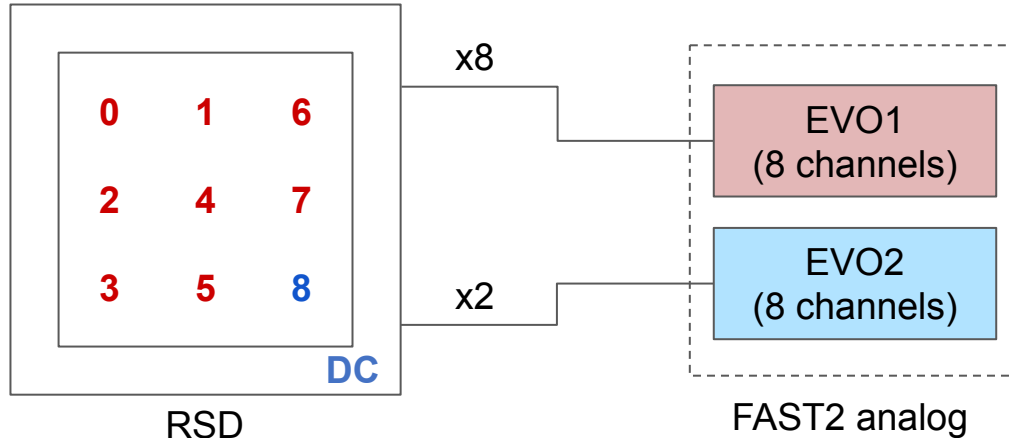 x8
0 1 6
2 4 7
3 5 8
DC
RSD
x2
EVO1
(8 channels)
EVO2
(8 channels)
FAST2 analog